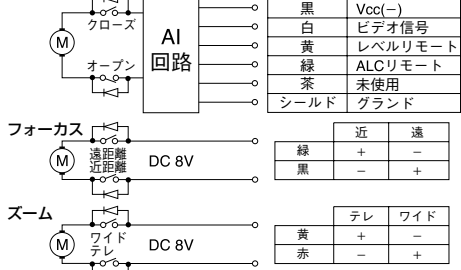 黒 Vcc(−)
クローズ
白 ビデオ信号
M
AI
回路
黄 レベルリモート
オープン
緑 ALCリモート
茶 未使用
シールド グランド
フォーカス
近 遠
M
遠距離
近距離
DC 8V
緑 + −
黒 − +
ズーム
テレ ワイド
M
ワイド
テレ
DC 8V
黄 + −
赤 − +